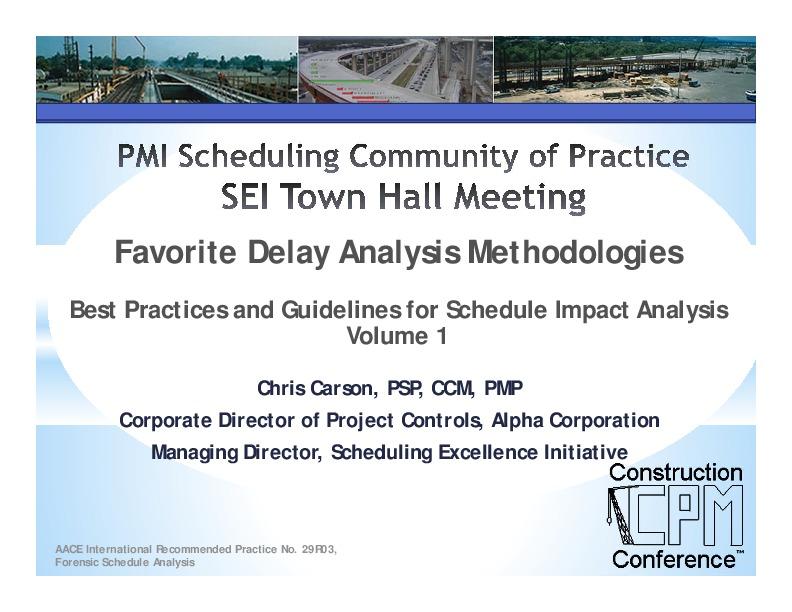 PMI Scheduling Community of Practice
SEI Town Hall Meeting
Favorite Delay Analysis Methodologies
Best Practices and Guidelines for Schedule Impact Analysis
Volume 1
Chris Carson, PSP, CCM, PMP
Corporate Director of Project Controls, Alpha Corporation
Managing Director, Scheduling Excellence Initiative
Construction
CPM
Conference™
AACE International Recommended Practice No. 29R03,
Forensic Schedule Analysis